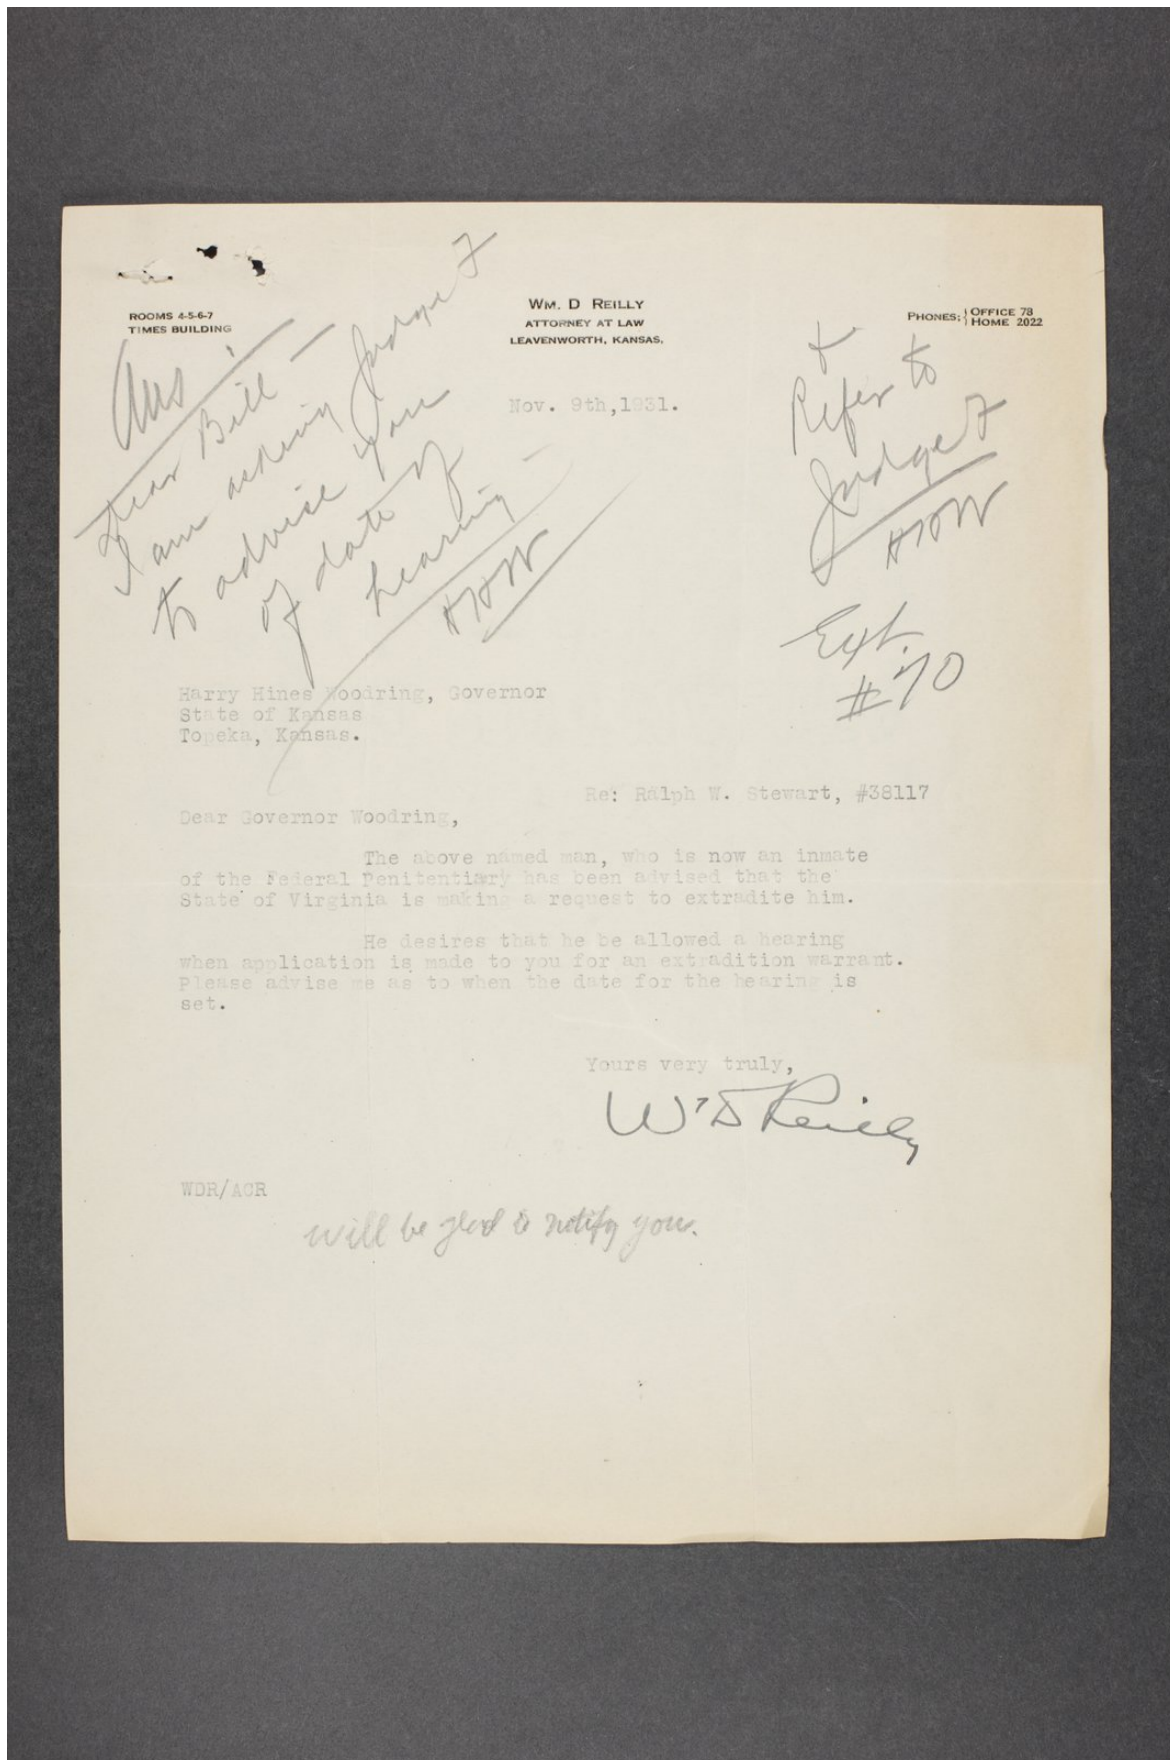 ROOMS 4-5-6-7
TIMES BUILDING
WM. D REILLY
ATTORNEY AT LAW
LEAVENWORTH, KANSAS.
PHONES: OFFICE 78
HOME 2022
Nov. 9th,1931.
Ans
Dear Bill —
I am asking Judge F
to advise you
of date of
hearing —
HHW
+
Refer to
Judge F
HHW
Ext.
#70
Harry Hines Woodring, Governor
State of Kansas
Topeka, Kansas.
Re: Ralph W. Stewart, #38117
Dear Governor Woodring,
The above named man, who is now an inmate
of the Federal Penitentiary has been advised that the
State of Virginia is making a request to extradite him.
He desires that he be allowed a hearing
when application is made to you for an extradition warrant.
Please advise me as to when the date for the hearing is
set.
Yours very truly,
Wm D Reilly
WDR/ACR
will be glad to notify you.